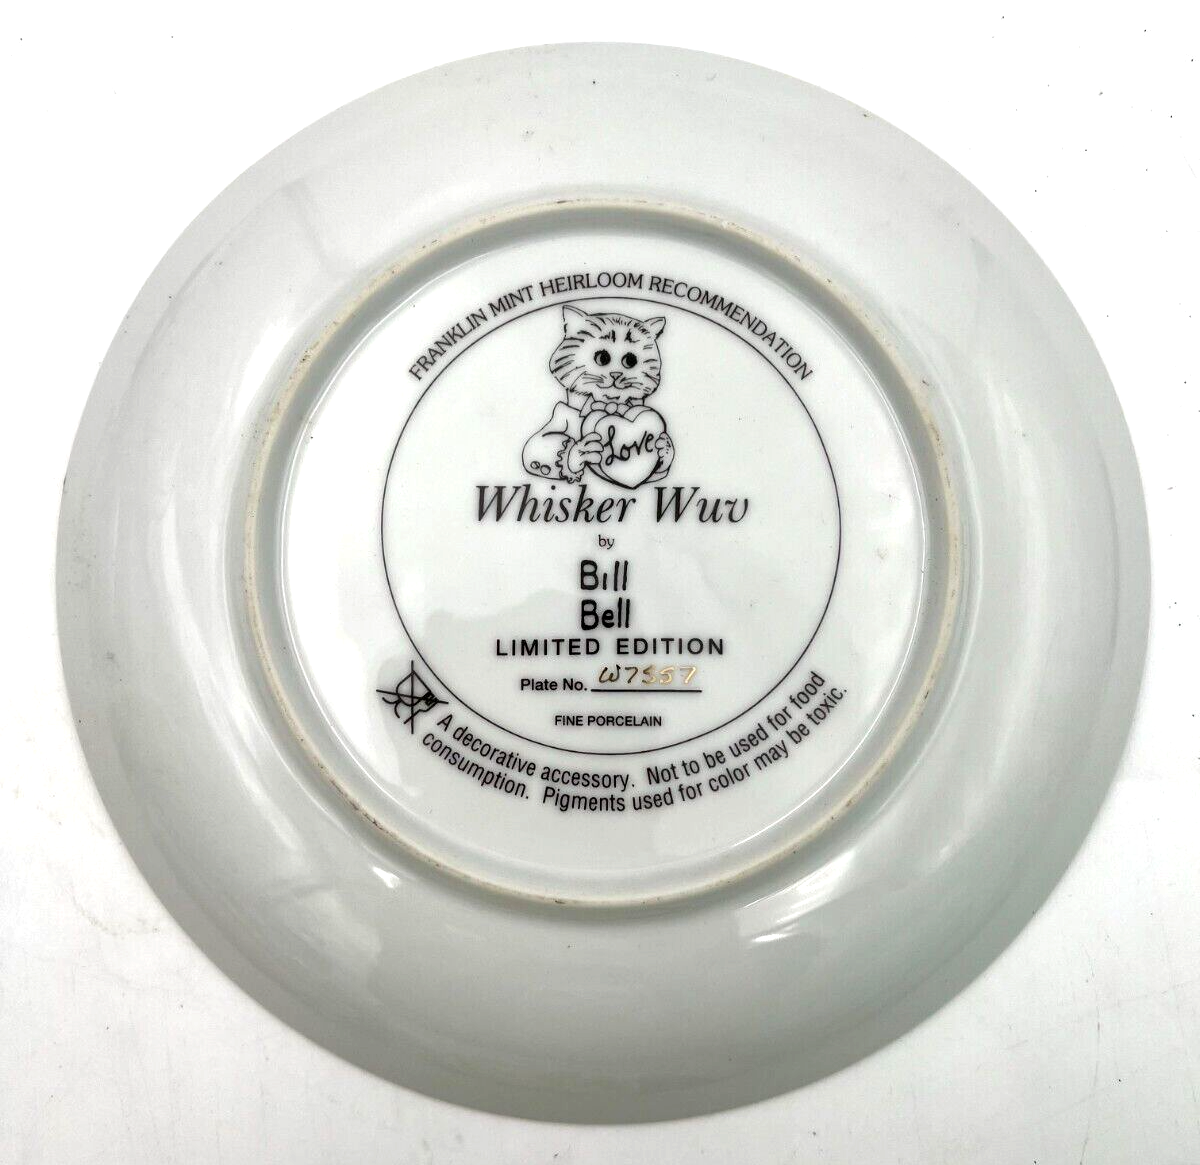 FRANKLIN MINT HEIRLOOM RECOMMENDATION
Love
Whisker Wuv
by
Bill
Bell
LIMITED EDITION
Plate No. W7557
FINE PORCELAIN
A decorative accessory. Not to be used for food
consumption. Pigments used for color may be toxic.